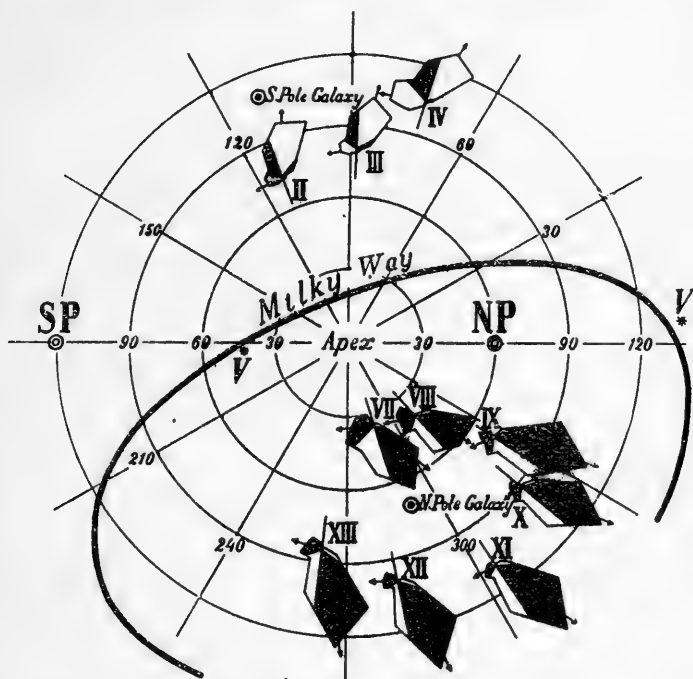 S.Pole Galaxy
IV
120
III
60
II
150
30
Milky Way
V
SP
NP
90
60
30
Apex
30
90
120
V
VII
VIII
IX
210
N.Pole Galaxy
X
XIII
240
300
XII
XI